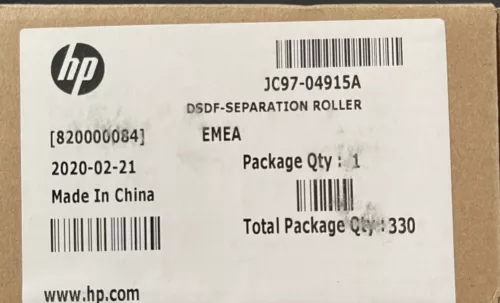 hp
JC97-04915A
DSDF-SEPARATION ROLLER
[820000084]
EMEA
2020-02-21
Package Qty : 1
Made In China
Total Package Qty : 330
www.hp.com